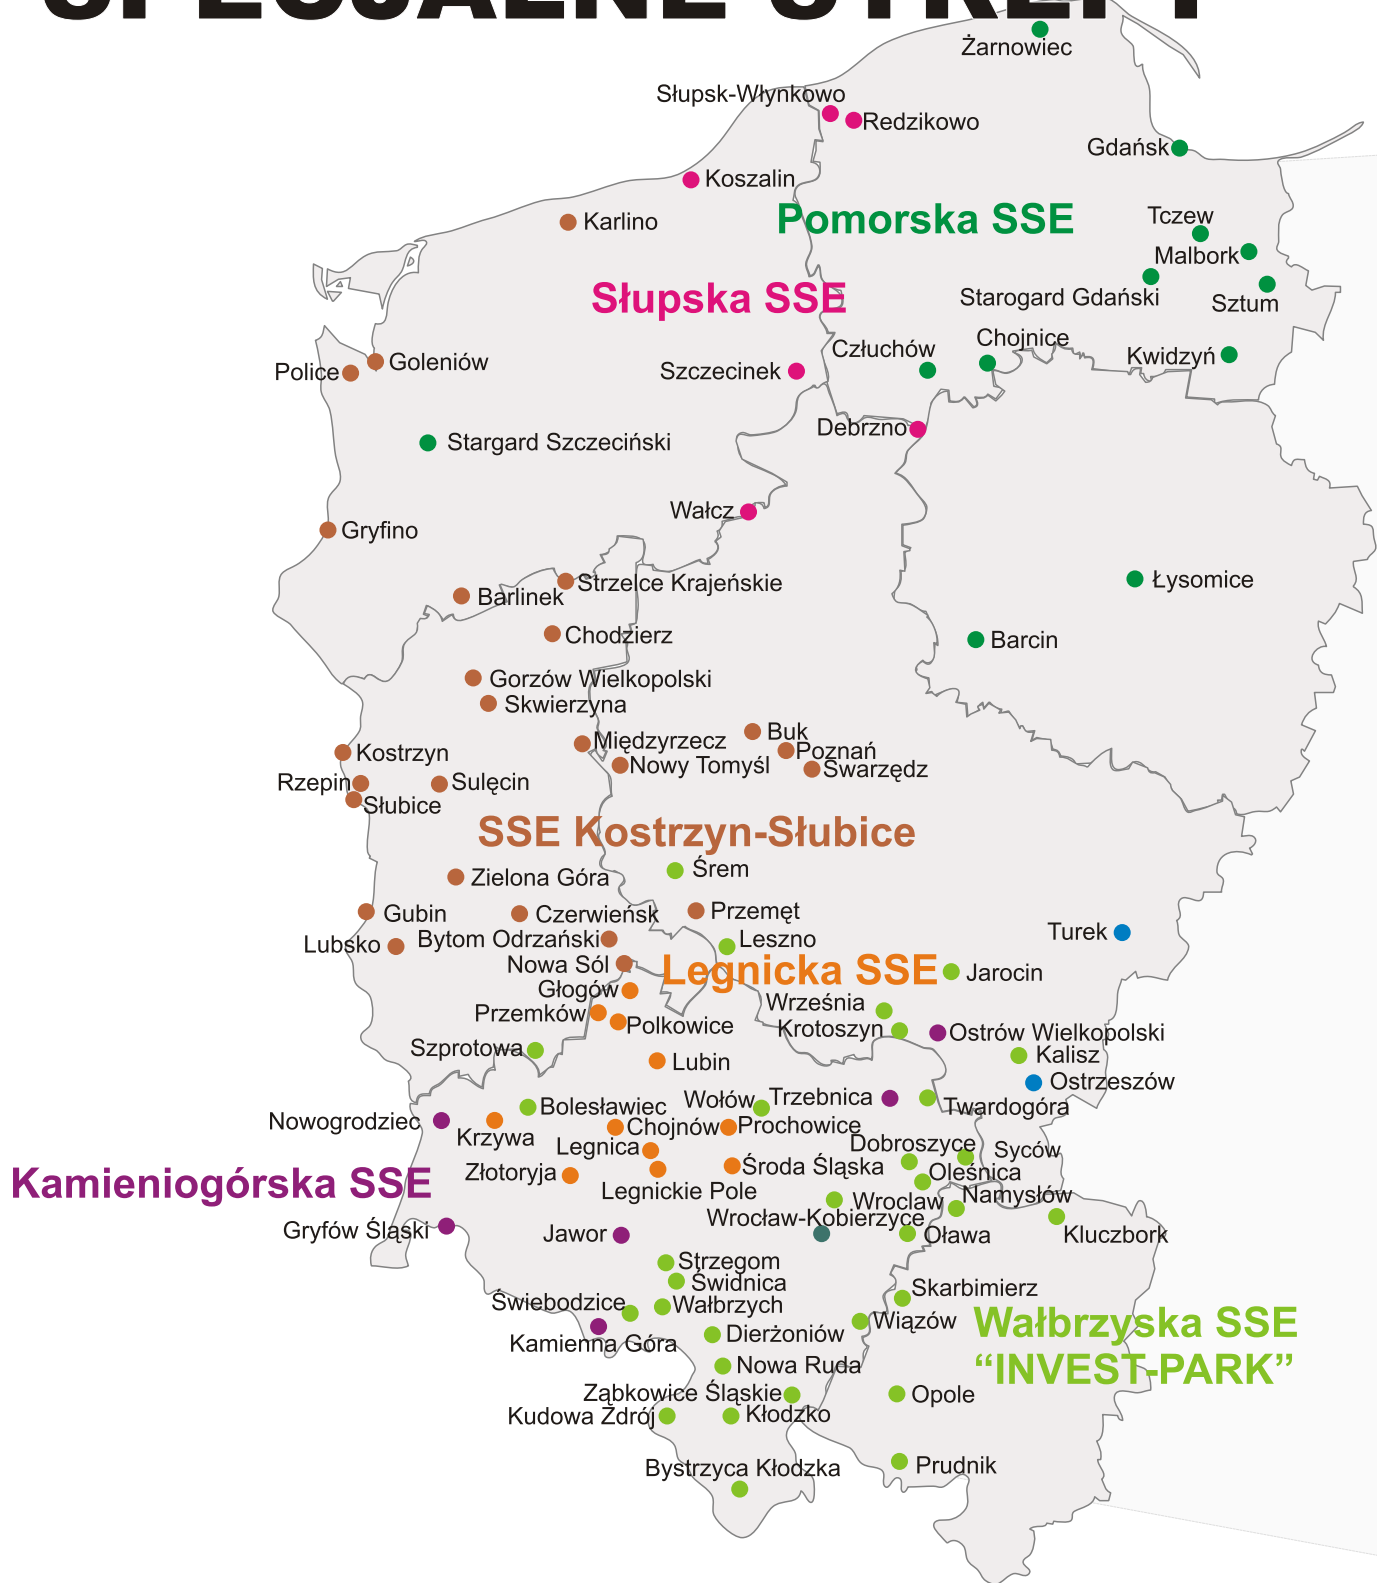 SPECJALNE STREFY
Żarnowiec
Słupsk-Włynkowo
Redzikowo
Gdańsk
Koszalin
Karlino
Pomorska SSE
Tczew
Malbork
Słupska SSE
Starogard Gdański
Sztum
Chojnice
Człuchów
Kwidzyń
Goleniów
Police
Szczecinek
Debrzno
Stargard Szczeciński
Wałcz
Gryfino
Strzelce Krajeńskie
Barlinek
Łysomice
Chodzierz
Barcin
Gorzów Wielkopolski
Skwierzyna
Buk
Międzyrzecz
Poznań
Kostrzyn
Nowy Tomyśl
Swarzędz
Rzepin
Sulęcin
Słubice
SSE Kostrzyn-Słubice
Śrem
Zielona Góra
Gubin
Czerwieńsk
Przemęt
Lubsko
Bytom Odrzański
Leszno
Turek
Nowa Sól
Legnicka SSE
Jarocin
Głogów
Września
Przemków
Polkowice
Krotoszyn
Ostrów Wielkopolski
Szprotowa
Lubin
Kalisz
Ostrzeszów
Nowogrodziec
Bolesławiec
Wołów
Trzebnica
Twardogóra
Krzywa
Chojnów
Prochowice
Legnica
Dobroszyce
Syców
Kamieniogórska SSE
Złotoryja
Środa Śląska
Oleśnica
Legnickie Pole
Wroclaw
Namysłów
Gryfów Śląski
Jawor
Wrocław-Kobierzyce
Oława
Kluczbork
Strzegom
Świdnica
Skarbimierz
Świebodzice
Wałbrzych
Wiązów
Wałbrzyska SSE
“INVEST-PARK”
Kamienna Góra
Dierżoniów
Nowa Ruda
Ząbkowice Śląskie
Opole
Kudowa Zdrój
Kłodzko
Bystrzyca Kłodzka
Prudnik